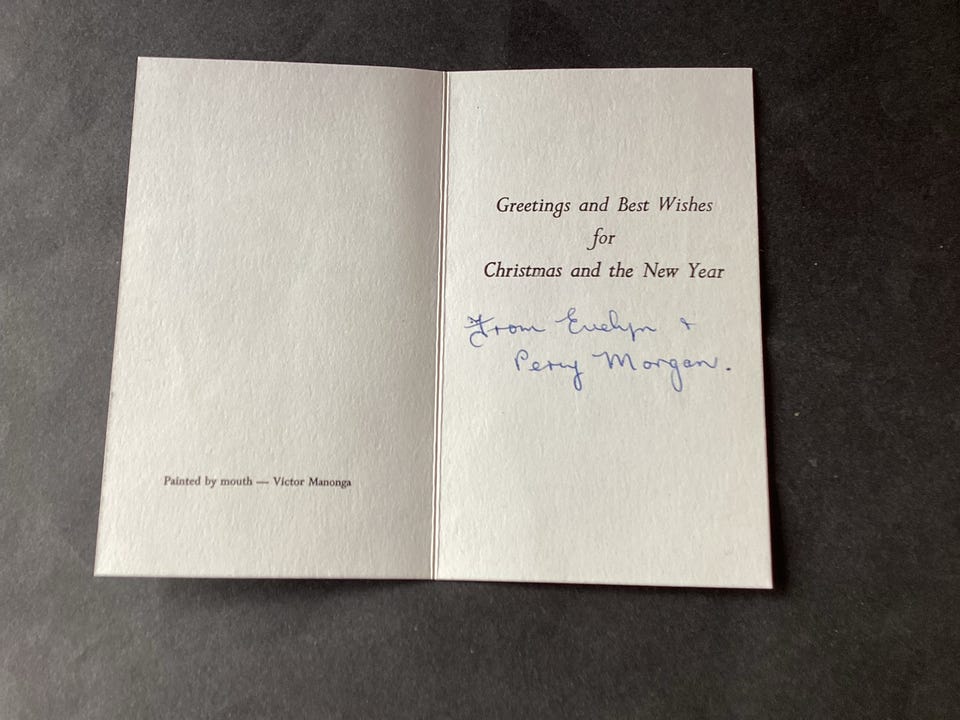 Painted by mouth — Victor Manonga
Greetings and Best Wishes
for
Christmas and the New Year
From Evelyn +
Percy Morgan.